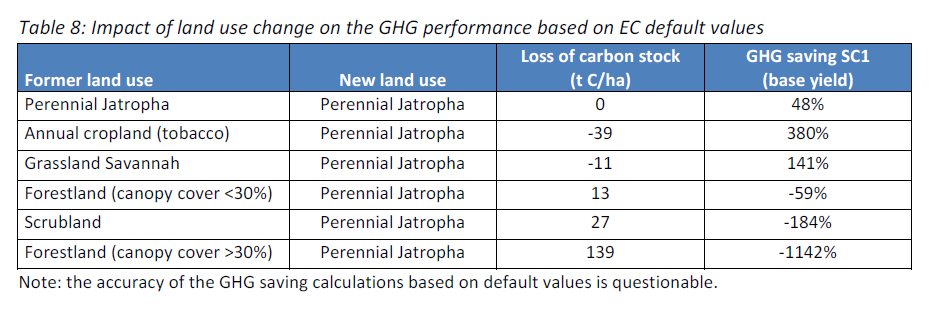 Table 8: Impact of land use change on the GHG performance based on EC default values
Former land use New land use Loss of carbon stock (t C/ha) GHG saving SC1 (base yield)
Perennial Jatropha Perennial Jatropha 0 48%
Annual cropland (tobacco) Perennial Jatropha -39 380%
Grassland Savannah Perennial Jatropha -11 141%
Forestland (canopy cover <30%) Perennial Jatropha 13 -59%
Scrubland Perennial Jatropha 27 -184%
Forestland (canopy cover >30%) Perennial Jatropha 139 -1142%
Note: the accuracy of the GHG saving calculations based on default values is questionable.